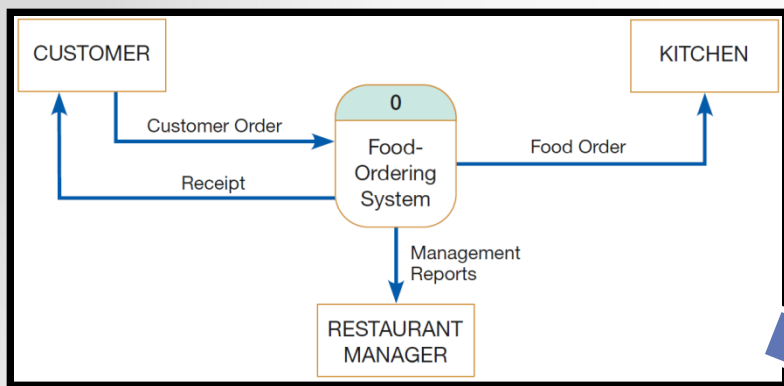 CUSTOMER
KITCHEN
0
Customer Order
Food-
Ordering
System
Food Order
Receipt
Management
Reports
RESTAURANT
MANAGER